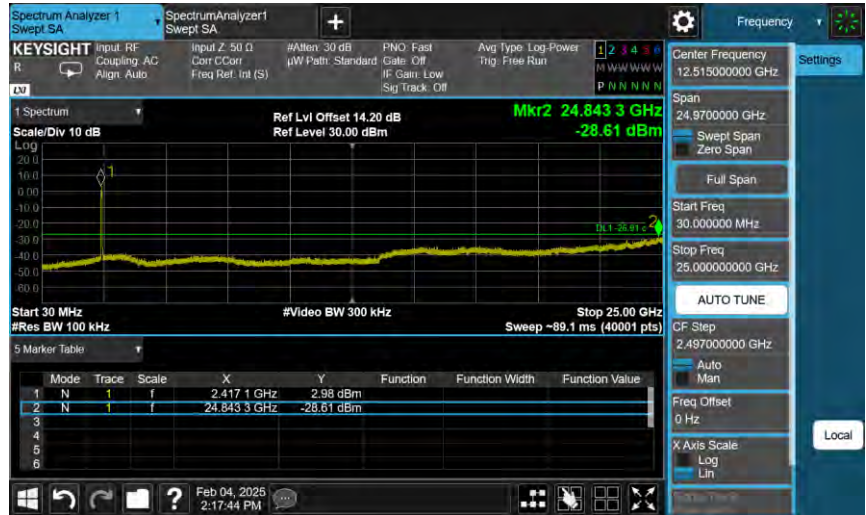 Spectrum Analyzer 1
Swept SA
SpectrumAnalyzer1
Swept SA
+
Frequency
KEYSIGHT
R
LXI
Input: RF
Coupling: AC
Align: Auto
Input Z: 50 Ω
Corr CCorr
Freq Ref: Int (S)
#Atten: 30 dB
µW Path: Standard
PNO: Fast
Gate: Off
IF Gain: Low
Sig Track: Off
Avg Type: Log-Power
Trig: Free Run
1 2 3 4 5 6
M W W W W W
P N N N N N
1 Spectrum
Scale/Div 10 dB
Ref Lvl Offset 14.20 dB
Ref Level 30.00 dBm
Mkr2 24.843 3 GHz
-28.61 dBm
Log
20.0
10.0
0.00
-10.0
-20.0
-30.0
-40.0
-50.0
-60.0
1
2
DL1 -26.91
Start 30 MHz
#Res BW 100 kHz
#Video BW 300 kHz
Stop 25.00 GHz
Sweep ~89.1 ms (40001 pts)
5 Marker Table
Mode Trace Scale X Y Function Function Width Function Value
1 N 1 f 2.417 1 GHz 2.98 dBm
2 N 1 f 24.843 3 GHz -28.61 dBm
3
4
5
6
Feb 04, 2025
2:17:44 PM
?
Center Frequency
12.515000000 GHz
Span
24.9700000 GHz
Swept Span
Zero Span
Full Span
Start Freq
30.000000 MHz
Stop Freq
25.000000000 GHz
AUTO TUNE
CF Step
2.497000000 GHz
Auto
Man
Freq Offset
0 Hz
X Axis Scale
Log
Lin
Settings
Local